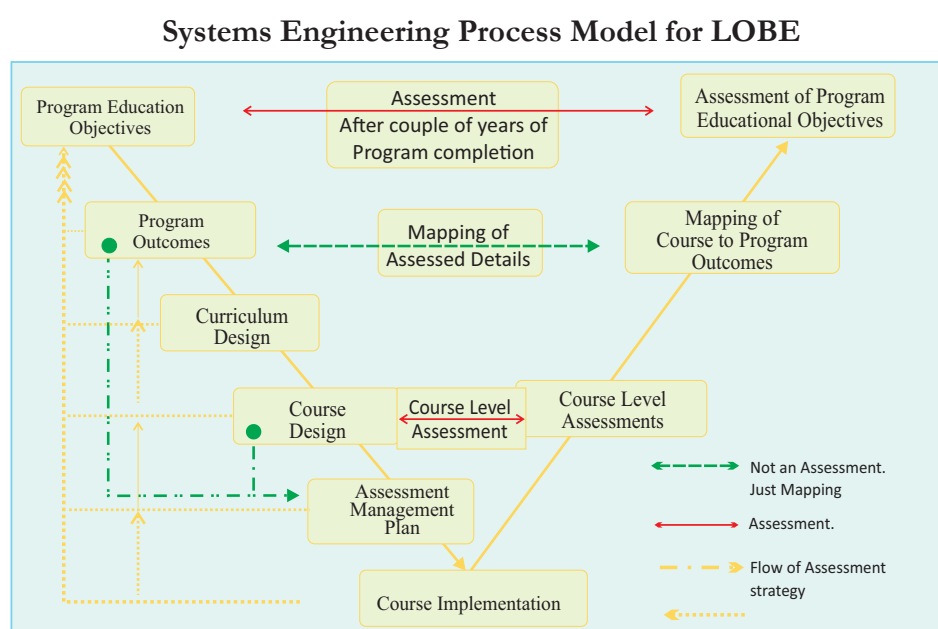 Systems Engineering Process Model for LOBE
Program Education
Objectives
Assessment
After couple of years of
Program completion
Assessment of Program
Educational Objectives
Program
Outcomes
Mapping of
Assessed Details
Mapping of
Course to Program
Outcomes
Curriculum
Design
Course
Design
Course Level
Assessment
Course Level
Assessments
Assessment
Management
Plan
Course Implementation
Not an Assessment.
Just Mapping
Assessment.
Flow of Assessment
strategy